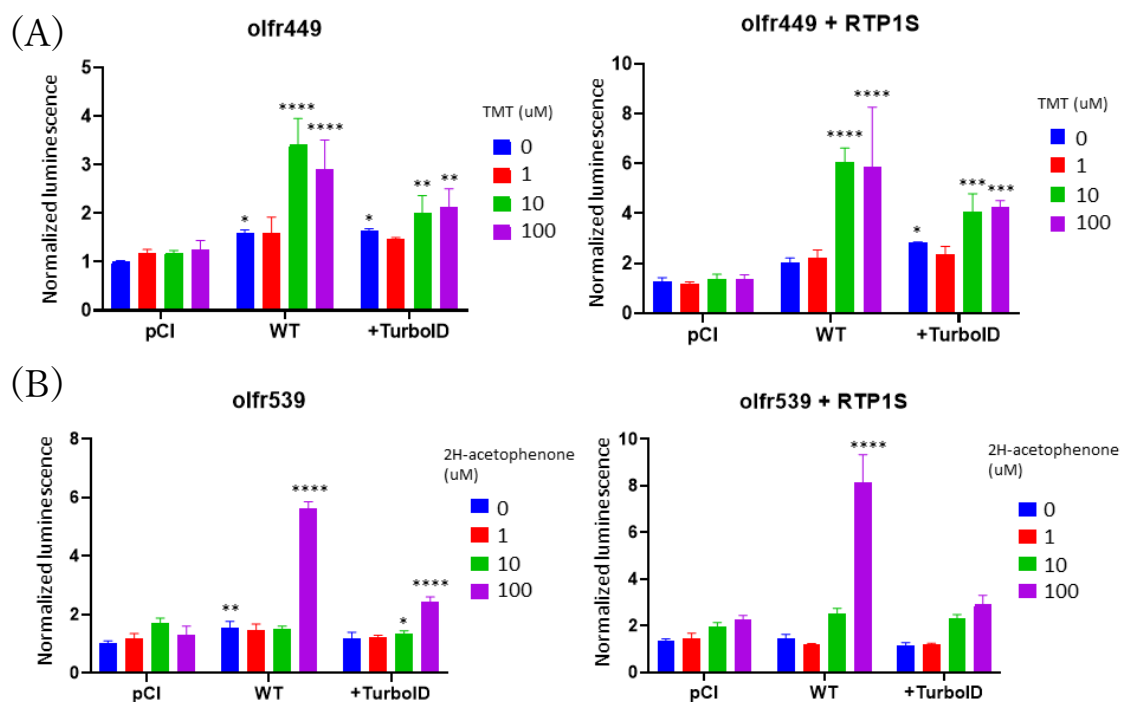 (A)
olfr449
Normalized luminescence
5
4
3
2
1
0
* **** **** * ** **
pCI WT +TurboID
TMT (uM)
0
1
10
100
olfr449 + RTP1S
Normalized luminescence
10
8
6
4
2
0
**** **** * *** ***
pCI WT +TurboID
TMT (uM)
0
1
10
100
(B)
olfr539
Normalized luminescence
8
6
4
2
0
** **** * ****
pCI WT +TurboID
2H-acetophenone
(uM)
0
1
10
100
olfr539 + RTP1S
Normalized luminescence
10
8
6
4
2
0
****
pCI WT +TurboID
2H-acetophenone
(uM)
0
1
10
100